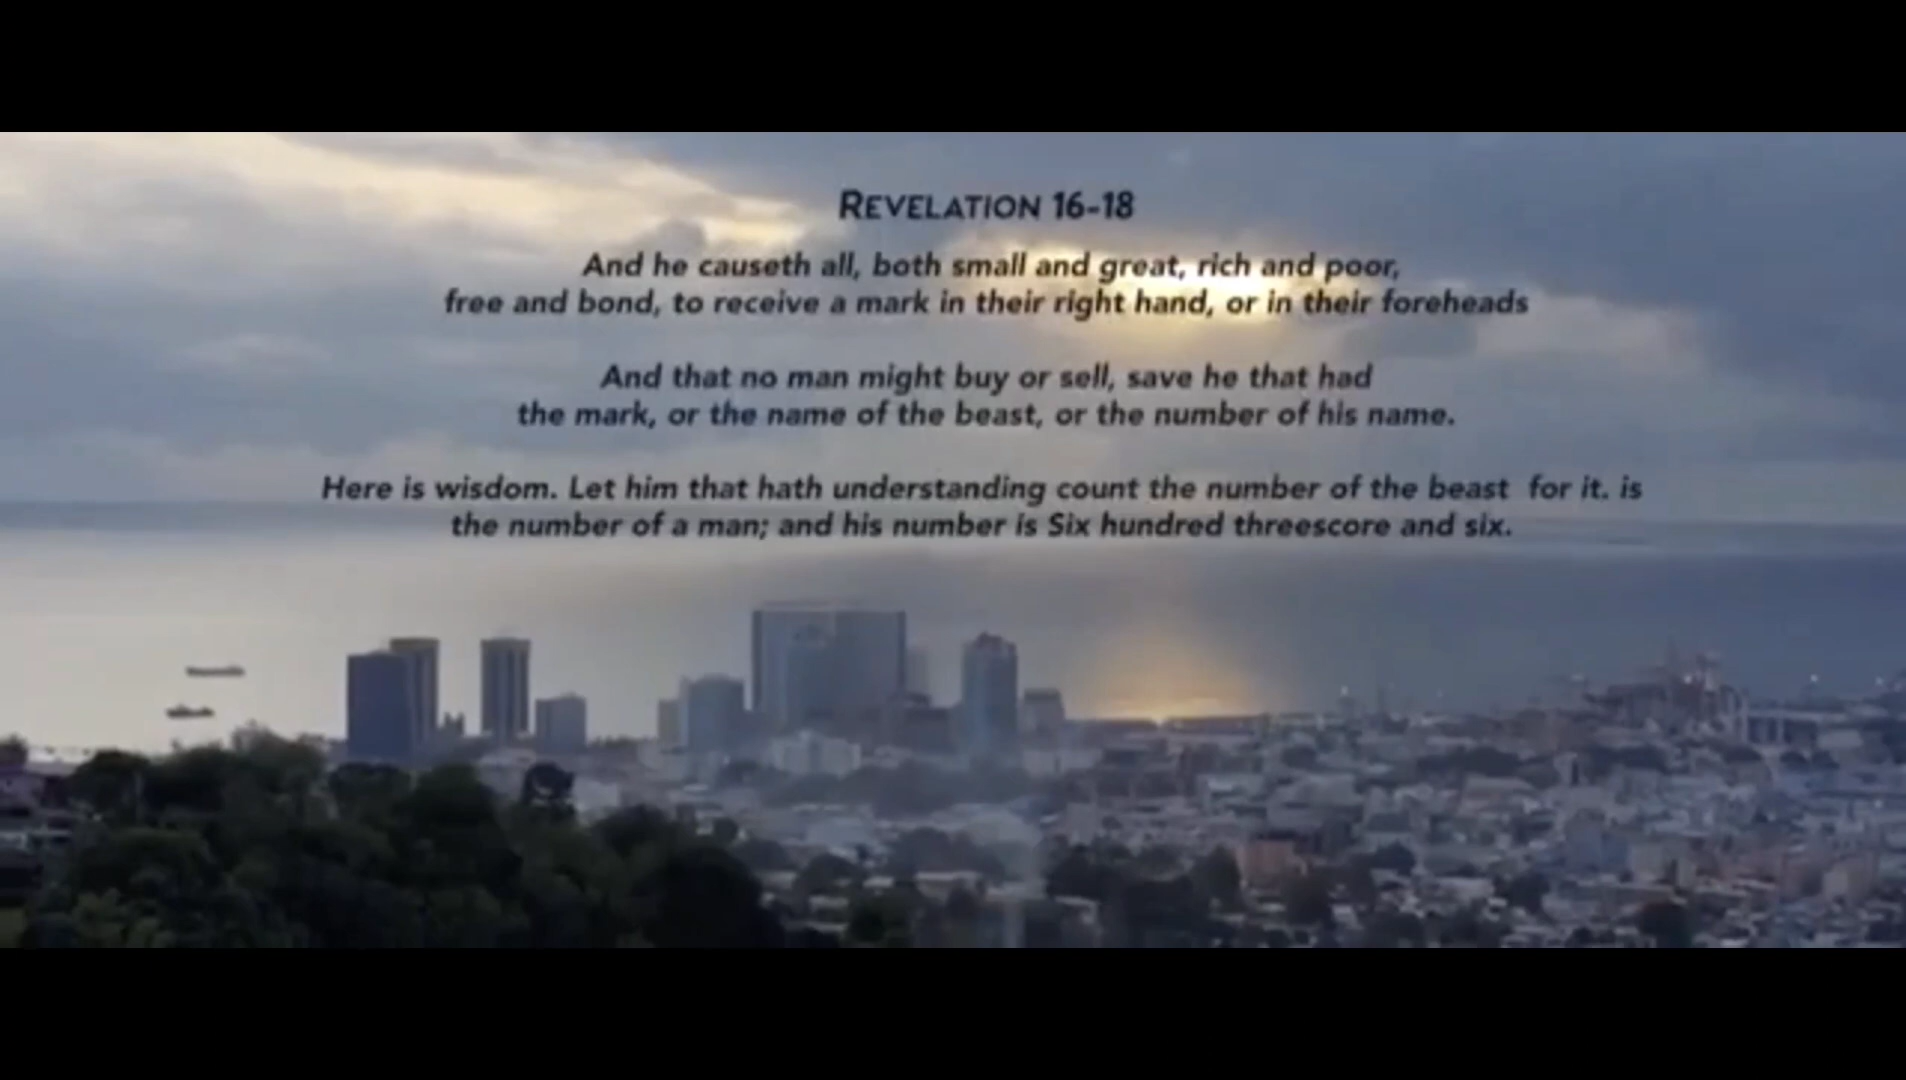 REVELATION 16-18
And he causeth all, both small and great, rich and poor,
free and bond, to receive a mark in their right hand, or in their foreheads
And that no man might buy or sell, save he that had
the mark, or the name of the beast, or the number of his name.
Here is wisdom. Let him that hath understanding count the number of the beast for it. is
the number of a man; and his number is Six hundred threescore and six.